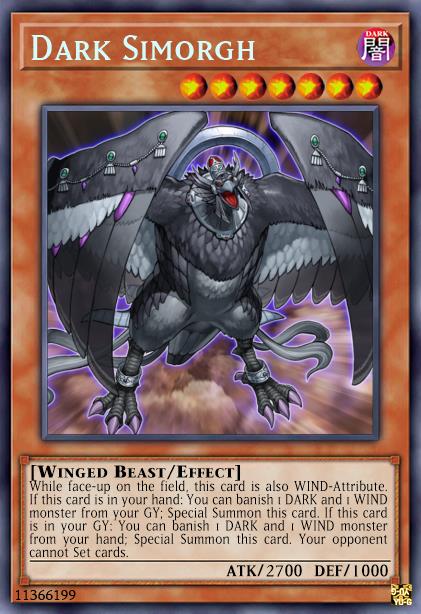 DARK SIMORGH
DARK
闇
[WINGED BEAST/EFFECT]
While face-up on the field, this card is also WIND-Attribute.
If this card is in your hand: You can banish 1 DARK and 1 WIND
monster from your GY; Special Summon this card. If this card
is in your GY: You can banish 1 DARK and 1 WIND monster
from your hand; Special Summon this card. Your opponent
cannot Set cards.
ATK/2700 DEF/1000
11366199